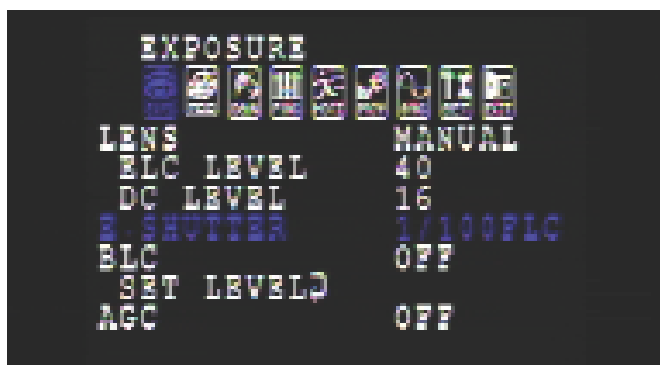 EXPOSURE
LENS MANUAL
ELC LEVEL 40
DC LEVEL 16
E.SHUTTER 1/100FLC
BLC OFF
SET LEVEL
AGC OFF